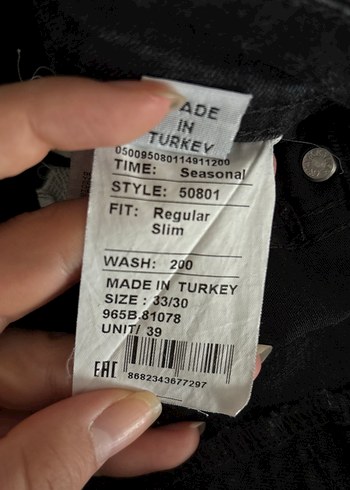 ADE
IN
TURKEY
050095080114911200
TIME: Seasonal
STYLE: 50801
FIT: Regular
Slim
WASH: 200
MADE IN TURKEY
SIZE : 33/30
965B.81078
UNIT/ 39
EAC
8682343677297